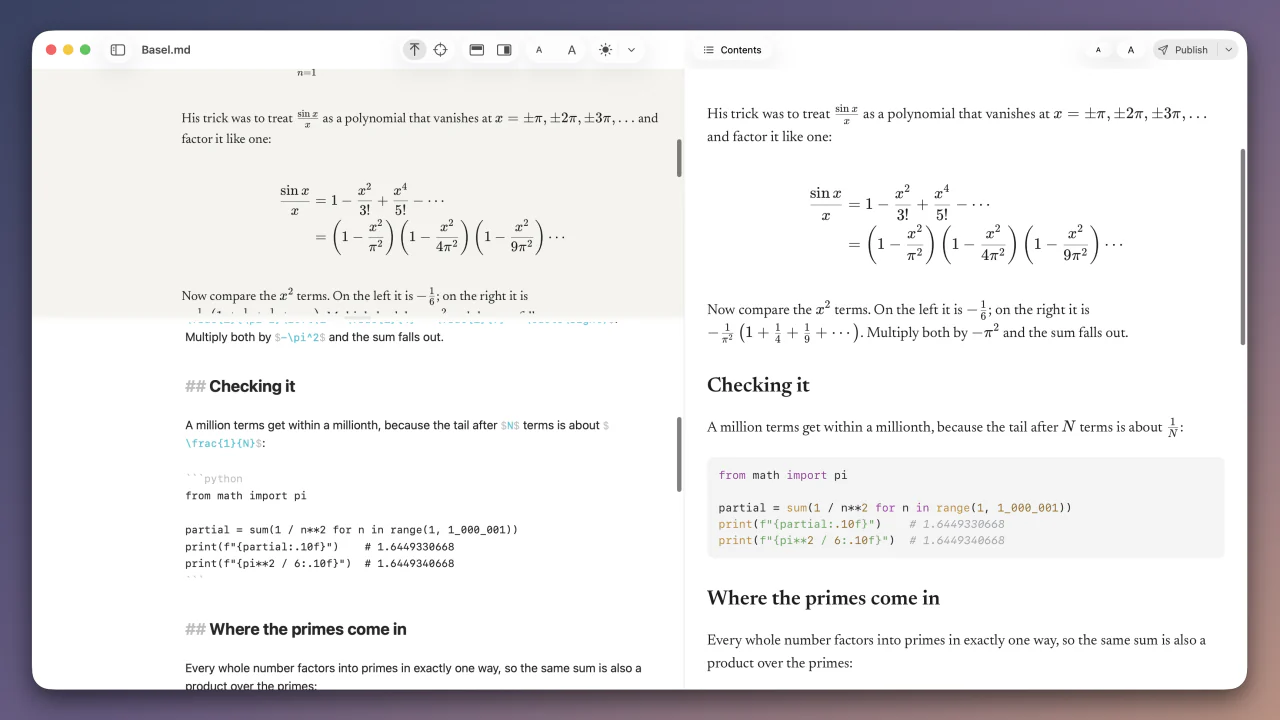 Basel.md
A A
Contents
A A
Publish
n=1
His trick was to treat sin x / x as a polynomial that vanishes at x = ±π, ±2π, ±3π, … and
factor it like one:
sin x / x = 1 − x²/3! + x⁴/5! − ⋯
= (1 − x²/π²) (1 − x²/4π²) (1 − x²/9π²) ⋯
Now compare the x² terms. On the left it is −1/6; on the right it is
Multiply both by $-\pi^2$ and the sum falls out.
## Checking it
A million terms get within a millionth, because the tail after $N$ terms is about $
\frac{1}{N}$:
```python
from math import pi
partial = sum(1 / n**2 for n in range(1, 1_000_001))
print(f"{partial:.10f}")    # 1.6449330668
print(f"{pi**2 / 6:.10f}")  # 1.6449340668
```
## Where the primes come in
Every whole number factors into primes in exactly one way, so the same sum is also a
product over the primes:
His trick was to treat sin x / x as a polynomial that vanishes at x = ±π, ±2π, ±3π, …
and factor it like one:
sin x / x = 1 − x²/3! + x⁴/5! − ⋯
= (1 − x²/π²) (1 − x²/4π²) (1 − x²/9π²) ⋯
Now compare the x² terms. On the left it is −1/6; on the right it is
−1/π² (1 + 1/4 + 1/9 + ⋯). Multiply both by −π² and the sum falls out.
Checking it
A million terms get within a millionth, because the tail after N terms is about 1/N:
from math import pi
partial = sum(1 / n**2 for n in range(1, 1_000_001))
print(f"{partial:.10f}")    # 1.6449330668
print(f"{pi**2 / 6:.10f}")  # 1.6449340668
Where the primes come in
Every whole number factors into primes in exactly one way, so the same sum is also a
product over the primes: